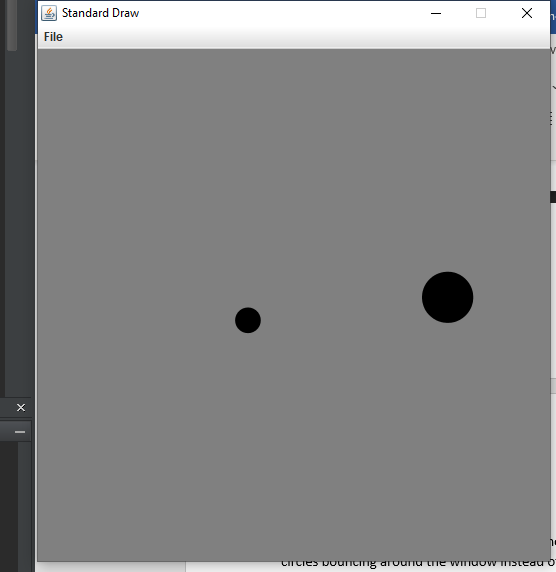 Standard Draw
File
circles bouncing around the window instead o